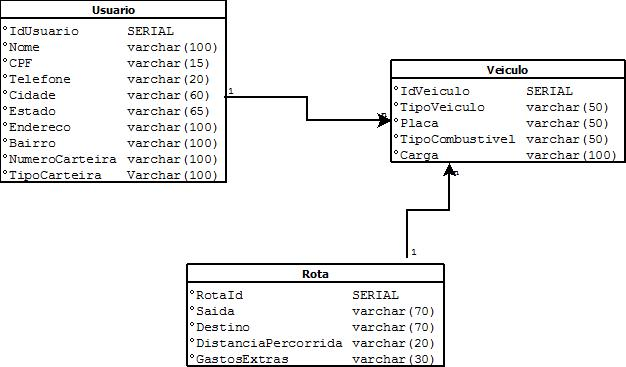 Usuario
IdUsuario SERIAL
Nome varchar(100)
CPF varchar(15)
Telefone varchar(20)
Cidade varchar(60)
Estado varchar(65)
Endereco varchar(100)
Bairro varchar(100)
NumeroCarteira varchar(100)
TipoCarteira Varchar(100)
1
n
Veiculo
IdVeiculo SERIAL
TipoVeiculo varchar(50)
Placa varchar(50)
TipoCombustivel varchar(50)
Carga varchar(100)
n
1
Rota
RotaId SERIAL
Saida varchar(70)
Destino varchar(70)
DistanciaPercorrida varchar(20)
GastosExtras varchar(30)